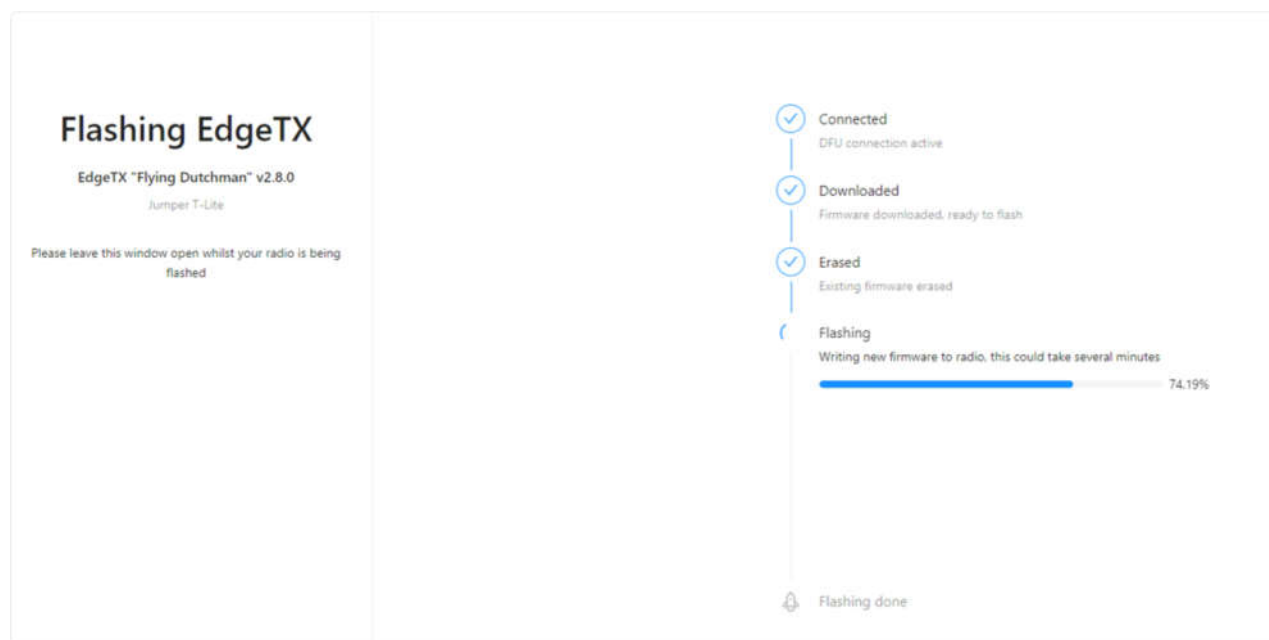 Flashing EdgeTX
EdgeTX "Flying Dutchman" v2.8.0
Jumper T-Lite
Please leave this window open whilst your radio is being
flashed
Connected
DFU connection active
Downloaded
Firmware downloaded, ready to flash
Erased
Existing firmware erased
Flashing
Writing new firmware to radio, this could take several minutes
74.19%
Flashing done